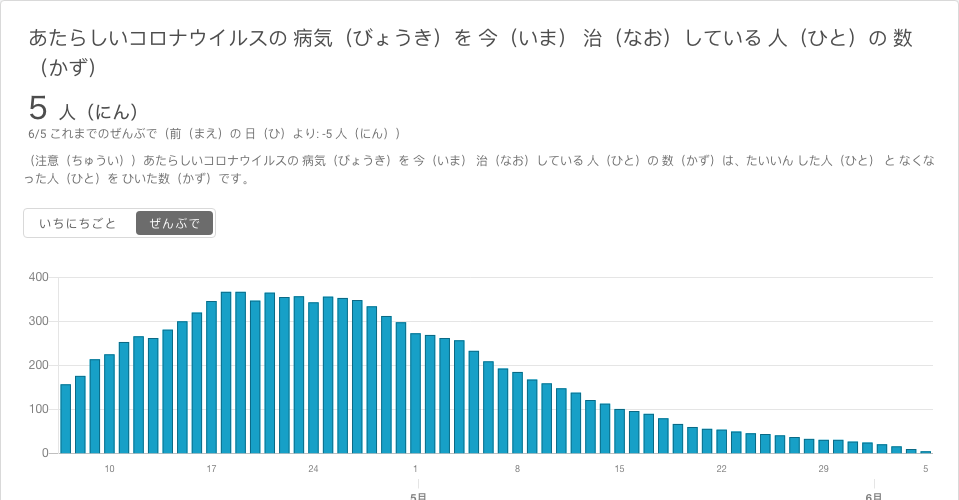 あたらしいコロナウイルスの 病気（びょうき）を 今（いま） 治（なお）している 人（ひと）の 数
（かず）
5 人（にん）
6/5 これまでのぜんぶで（前（まえ）の 日（ひ）より: -5 人（にん））
（注意（ちゅうい））あたらしいコロナウイルスの 病気（びょうき）を 今（いま） 治（なお）している 人（ひと）の 数（かず）は、たいいん した人（ひと） と なくな
った人（ひと）を ひいた数（かず）です。
いちにちごと ぜんぶで
400
300
200
100
0
10 17 24 1 8 15 22 29 5
5月 6月